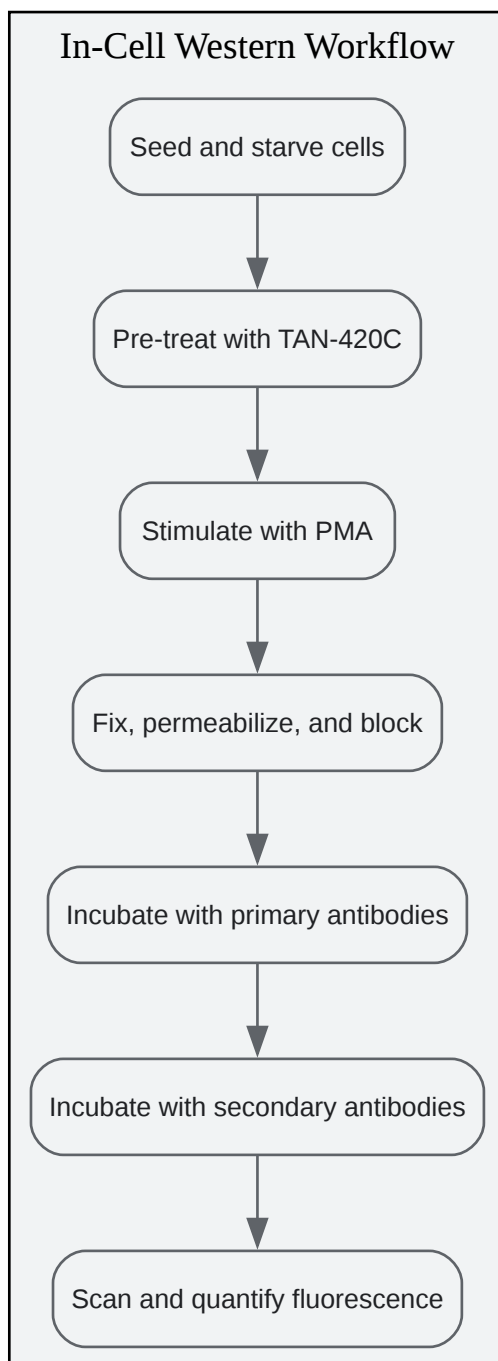 In-Cell Western Workflow
Seed and starve cells
Pre-treat with TAN-420C
Stimulate with PMA
Fix, permeabilize, and block
Incubate with primary antibodies
Incubate with secondary antibodies
Scan and quantify fluorescence